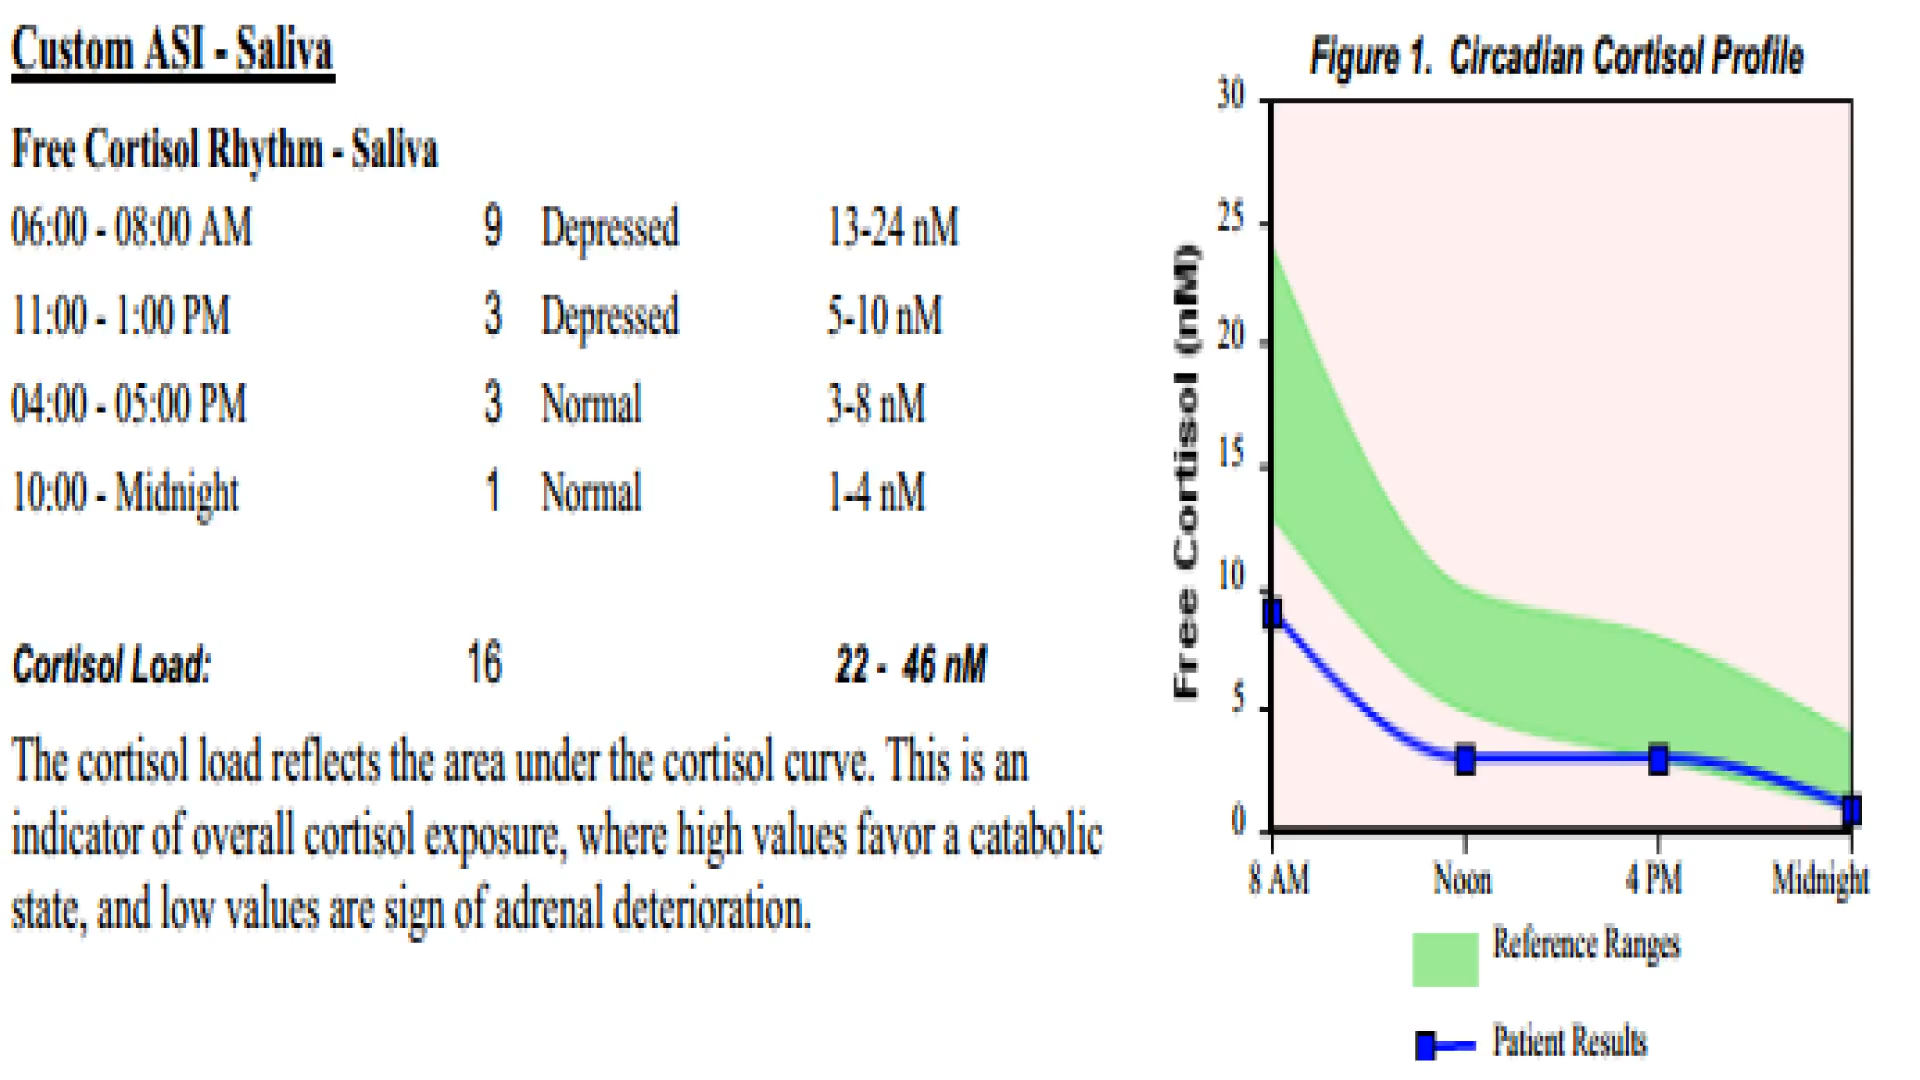 Custom ASI - Saliva
Free Cortisol Rhythm - Saliva
06:00 - 08:00 AM 9 Depressed 13-24 nM
11:00 - 1:00 PM 3 Depressed 5-10 nM
04:00 - 05:00 PM 3 Normal 3-8 nM
10:00 - Midnight 1 Normal 1-4 nM
Cortisol Load: 16 22 - 46 nM
The cortisol load reflects the area under the cortisol curve. This is an
indicator of overall cortisol exposure, where high values favor a catabolic
state, and low values are sign of adrenal deterioration.
Figure 1. Circadian Cortisol Profile
Free Cortisol (nM)
30
25
20
15
10
5
0
8 AM Noon 4 PM Midnight
Reference Ranges
Patient Results